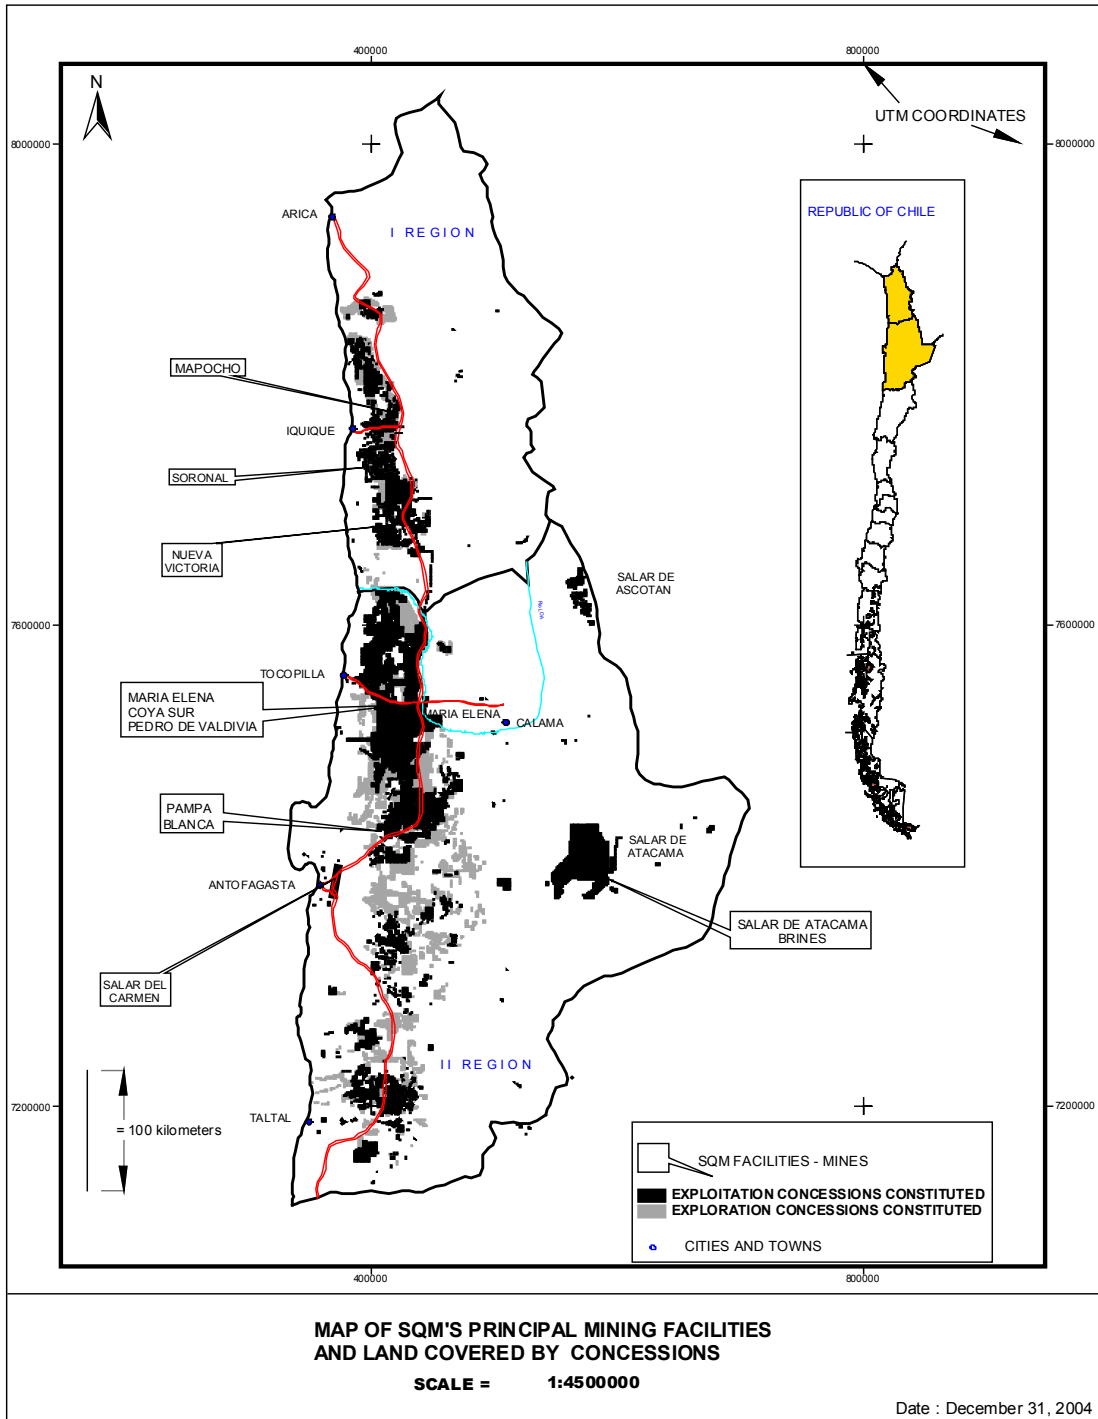 400000
800000
N
UTM COORDINATES
8000000
8000000
REPUBLIC OF CHILE
ARICA
I REGION
MAPOCHO
IQUIQUE
SORONAL
NUEVA
VICTORIA
SALAR DE
ASCOTAN
Rio LOA
7600000
7600000
TOCOPILLA
MARIA ELENA
COYA SUR
PEDRO DE VALDIVIA
MARIA ELENA
CALAMA
PAMPA
BLANCA
SALAR DE
ATACAMA
ANTOFAGASTA
SALAR DE ATACAMA
BRINES
SALAR DEL
CARMEN
II REGION
7200000
7200000
TALTAL
= 100 kilometers
SQM FACILITIES - MINES
EXPLOITATION CONCESSIONS CONSTITUTED
EXPLORATION CONCESSIONS CONSTITUTED
CITIES AND TOWNS
400000
800000
MAP OF SQM'S PRINCIPAL MINING FACILITIES
AND LAND COVERED BY CONCESSIONS
SCALE = 1:4500000
Date : December 31, 2004